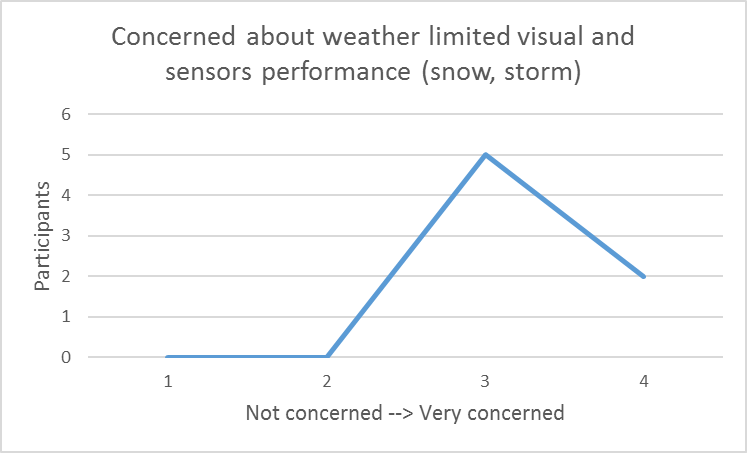 Concerned about weather limited visual and
sensors performance (snow, storm)
6
5
4
3
2
1
0
Participants
1 2 3 4
Not concerned --> Very concerned